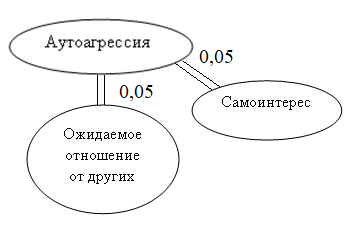 Аутоагрессия
0,05
0,05
Самоинтерес
Ожидаемое
отношение
от других